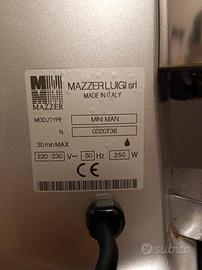 MAZZER
MAZZER LUIGI srl
MADE IN ITALY
MOD./TYPE MINI MAN
N. 0020736
30 min MAX
220-230 V~ 50 Hz 250 W
CE
subito